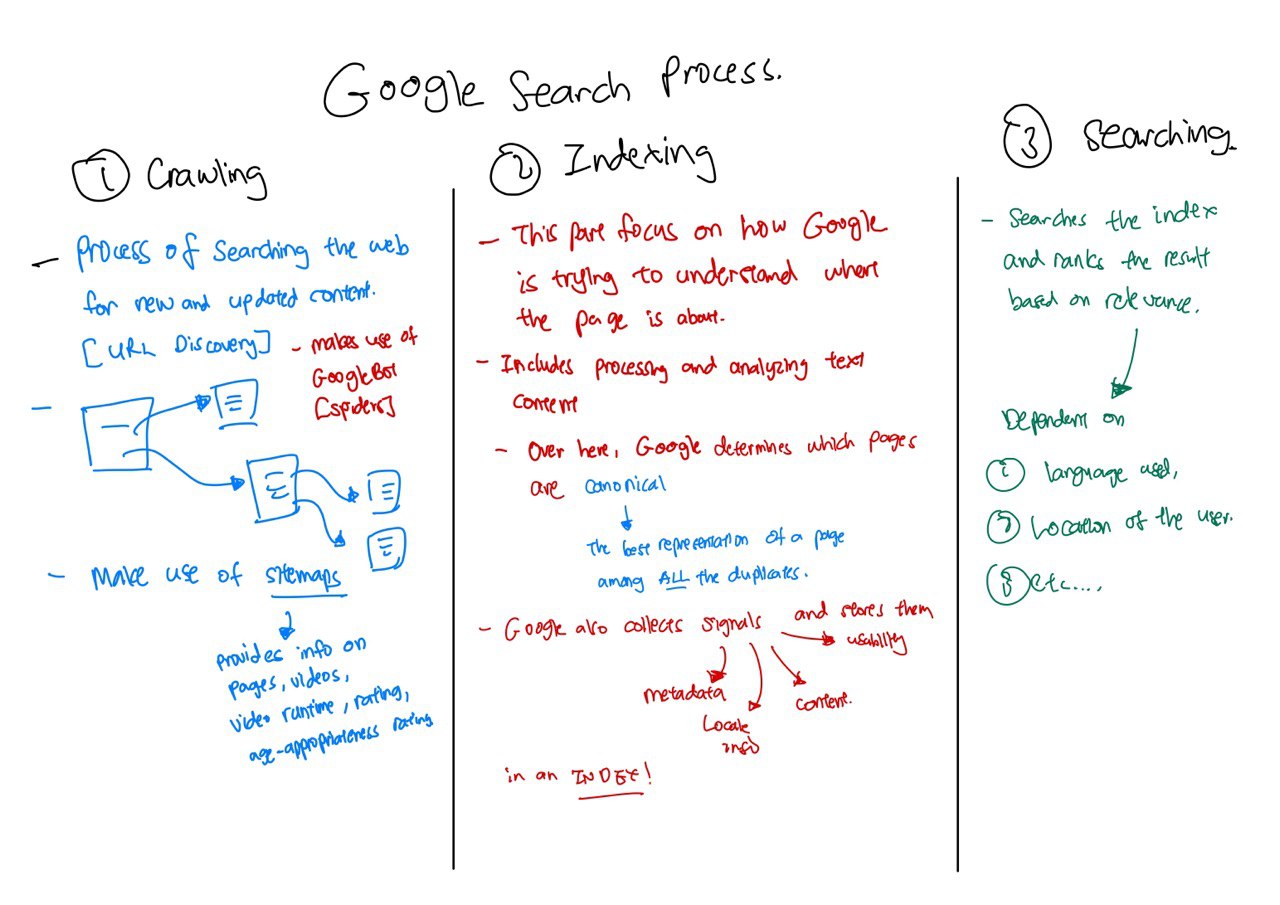 Google Search Process.
① Crawling
- Process of searching the web
for new and updated content.
[URL Discovery]
- makes use of
GoogleBot
[spiders]
-
- Make use of sitemaps
provides info on
pages, videos,
video runtime, rating,
age-appropriateness rating
② Indexing
- This part focus on how Google
is trying to understand where
the page is about.
- Includes processing and analyzing text
content
- Over here, Google determines which pages
are canonical
The best representation of a page
among ALL the duplicates.
- Google also collects signals and stores them
usability
metadata
content.
Locale
info
in an INDEX!
③ Searching.
- Searches the index
and ranks the result
based on relevance.
Dependent on
① language used,
② Location of the user.
③ etc....